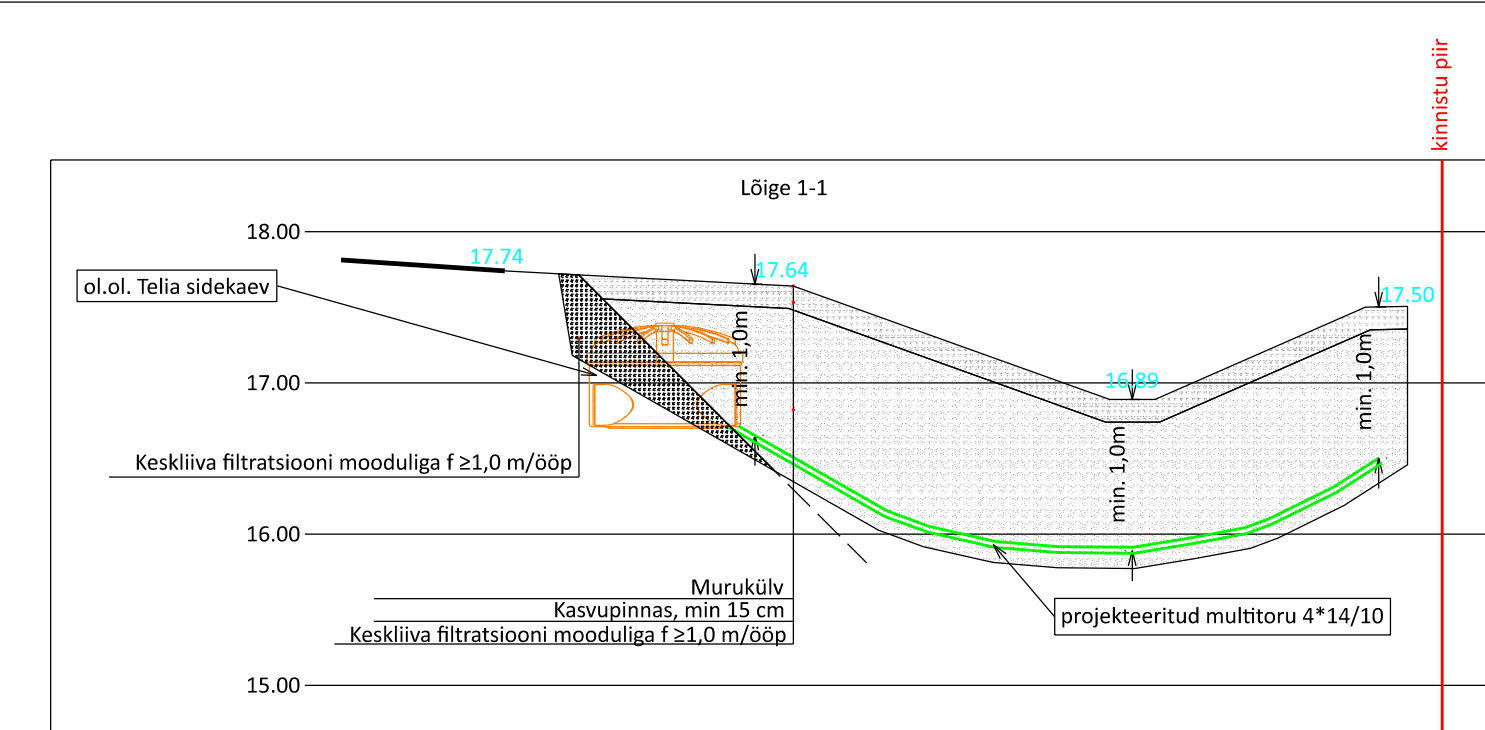 kinnistu piir
Lõige 1-1
18.00
17.74
17.64
ol.ol. Telia sidekaev
17.50
min. 1,0m
17.00
16.89
min. 1,0m
Keskliiva filtratsiooni mooduliga f ≥1,0 m/ööp
min. 1,0m
16.00
Murukülv
Kasvupinnas, min 15 cm
projekteeritud multitoru 4*14/10
Keskliiva filtratsiooni mooduliga f ≥1,0 m/ööp
15.00